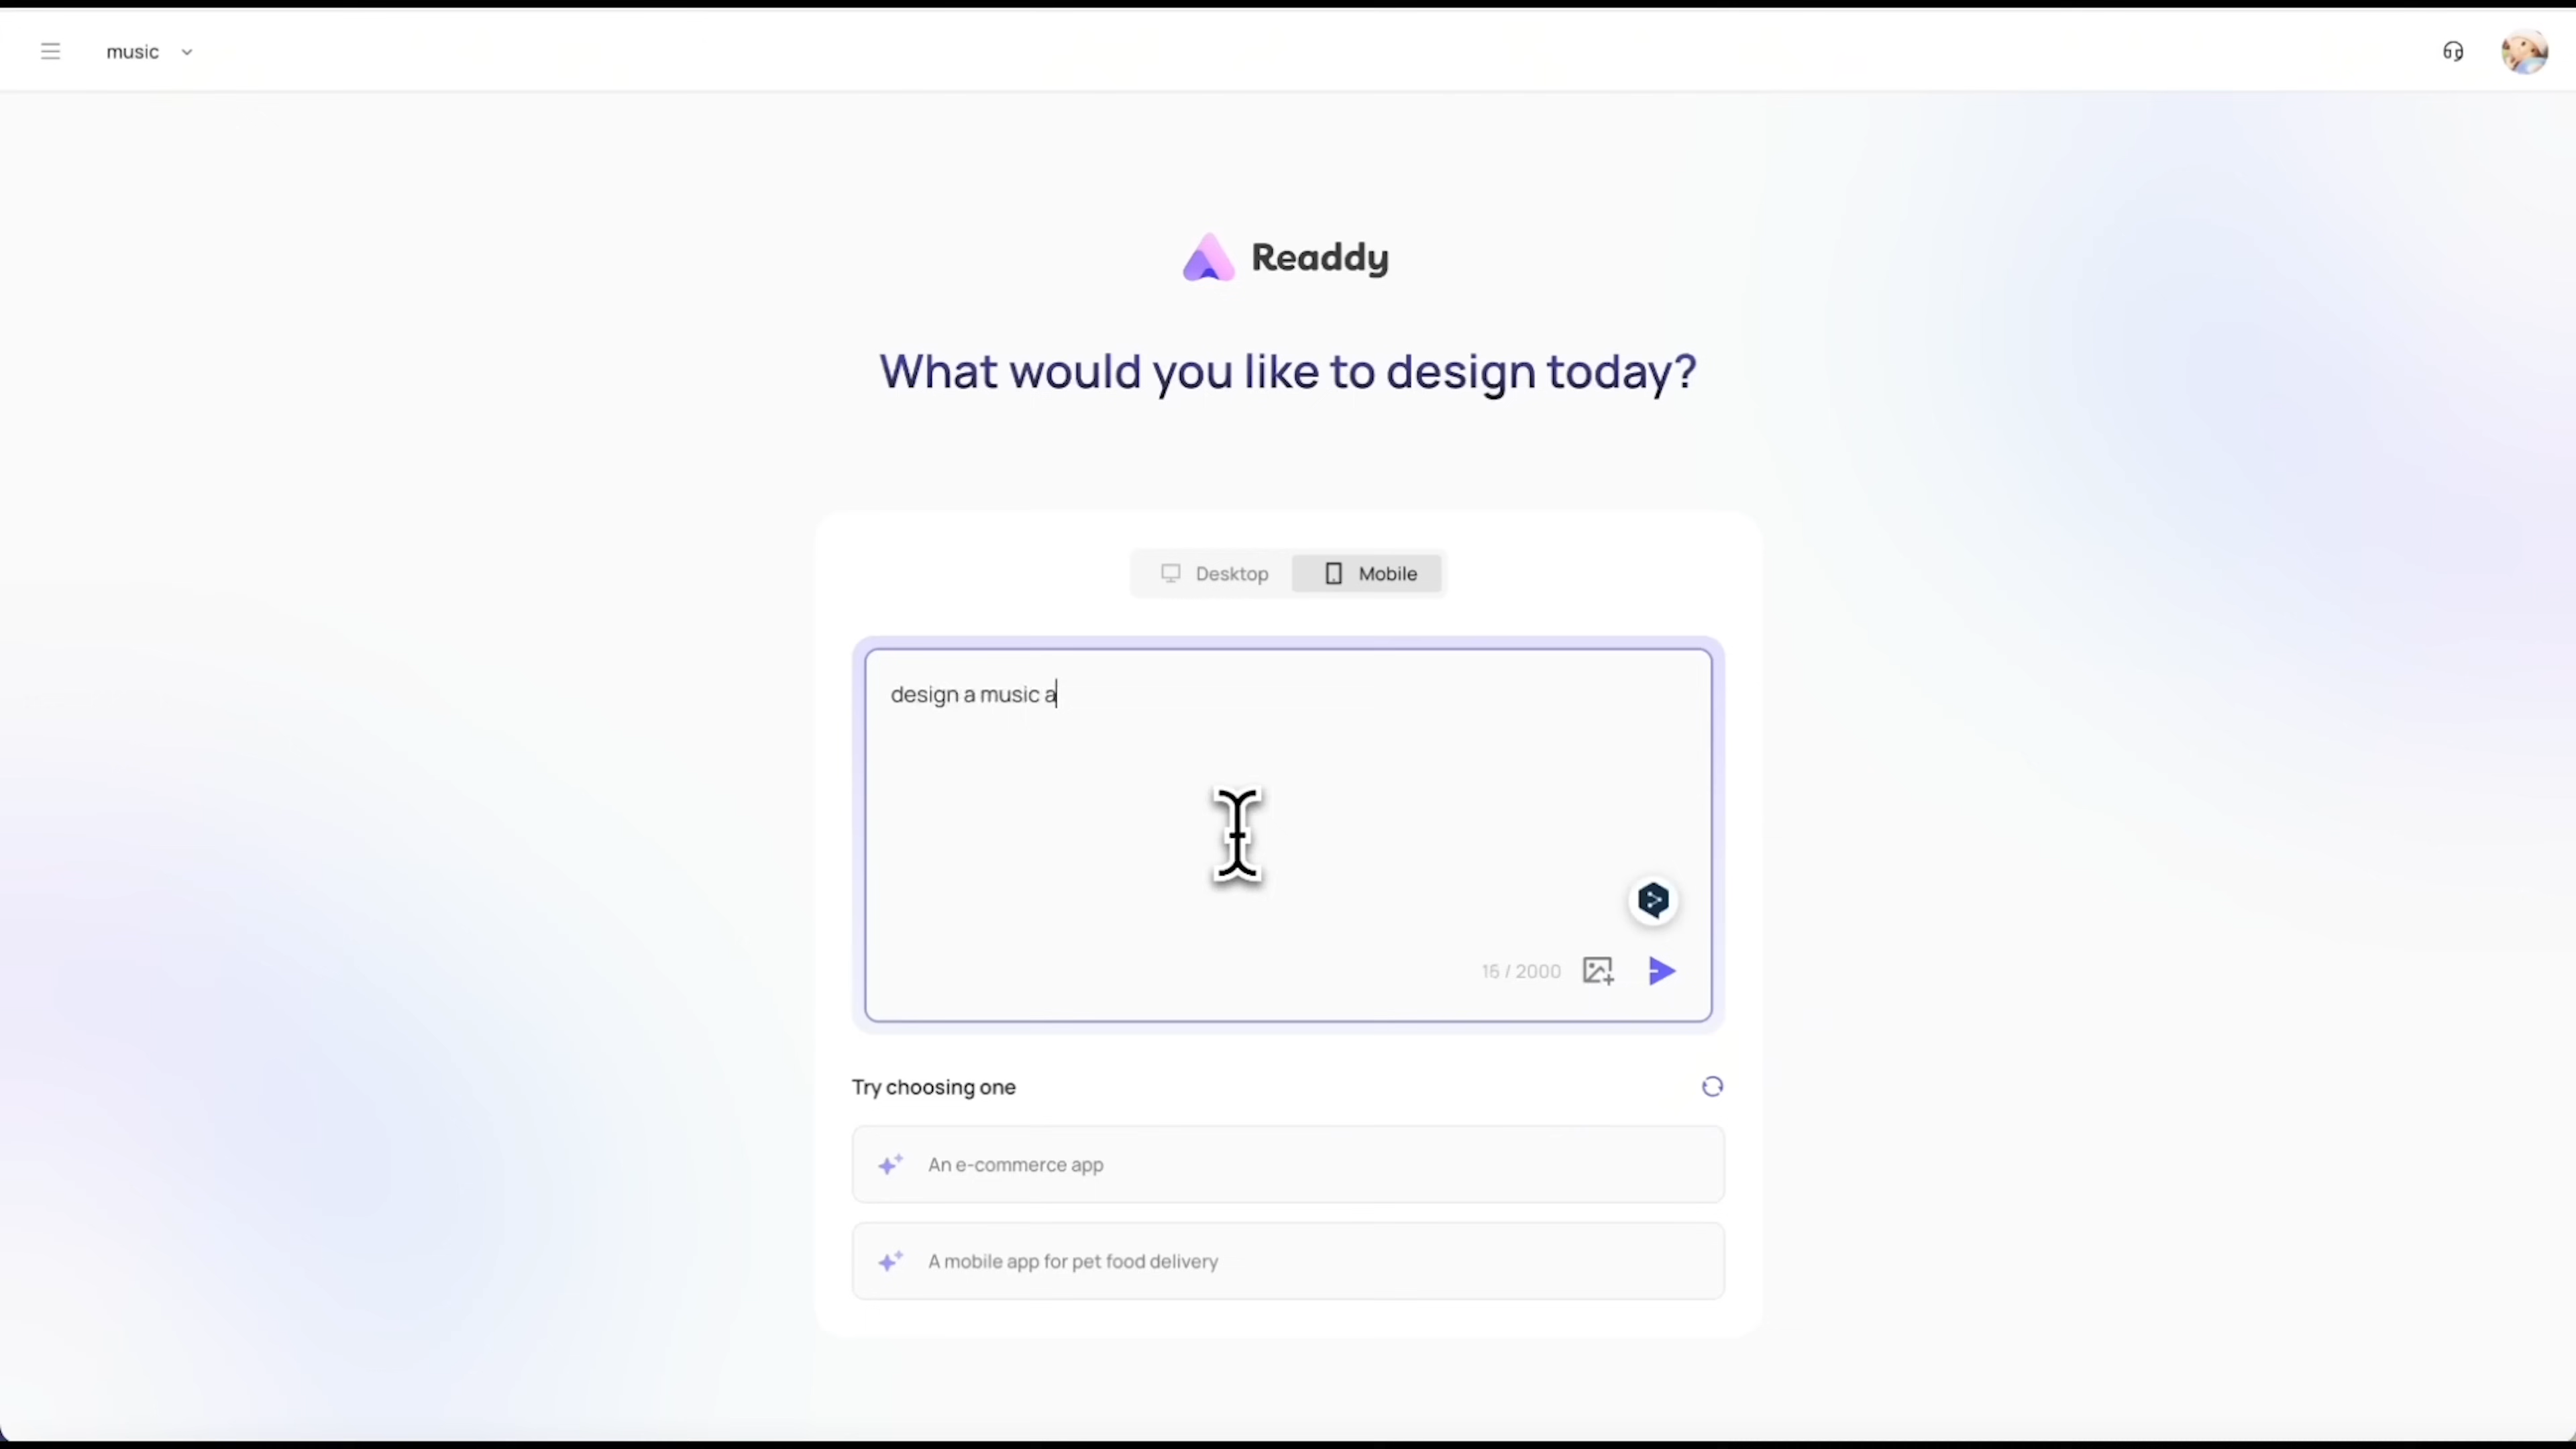 music
Readdy
What would you like to design today?
Desktop
Mobile
design a music a
15 / 2000
Try choosing one
An e-commerce app
A mobile app for pet food delivery